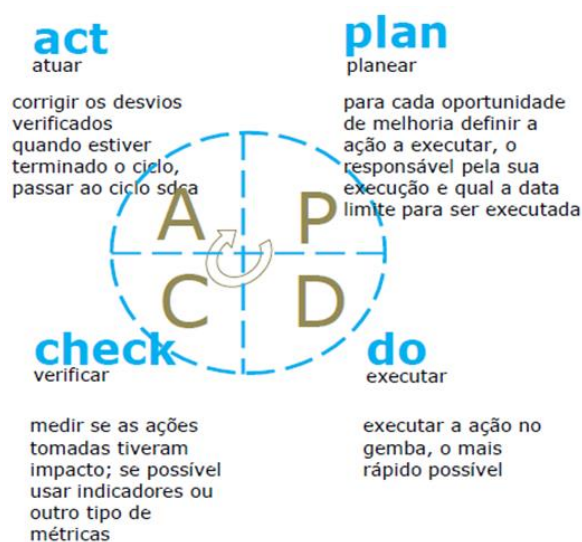 act
atuar
corrigir os desvios
verificados
quando estiver
terminado o ciclo,
passar ao ciclo sdca
plan
planear
para cada oportunidade
de melhoria definir a
ação a executar, o
responsável pela sua
execução e qual a data
limite para ser executada
A
P
C
D
check
verificar
medir se as ações
tomadas tiveram
impacto; se possível
usar indicadores ou
outro tipo de
métricas
do
executar
executar a ação no
gemba, o mais
rápido possível